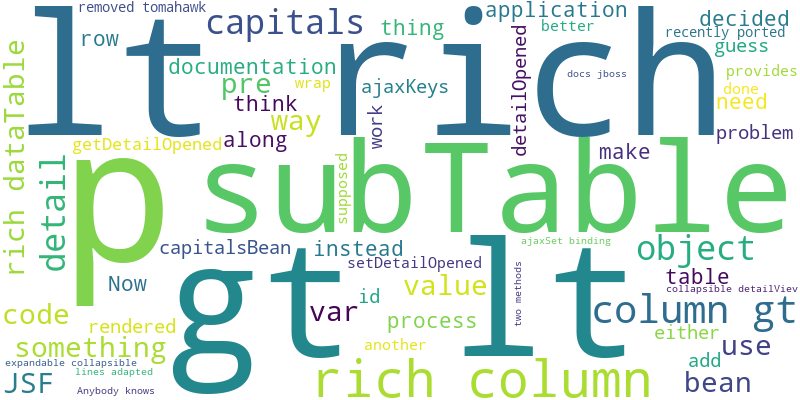 removed tomahawk
lt rich
capitals
thing
application
better
decided
recently ported
guess
row
documentation
pre
ajaxKeys
docs jboss
provides
wrap
done
think
way
work
detailOpened
need
rich dataTable
getDetailOpened
along
problem
p
subTable
make
supposed
detail
ajaxSet binding
capitalsBean
instead
object
gt lt
setDetailOpened
table
Now
id
value
two methods
collapsible detailViev
code
var
column gt
rendered
process
either
something
another
use
expandable collapsible
add
lines adapted
JSF
Anybody knows
rich column
bean